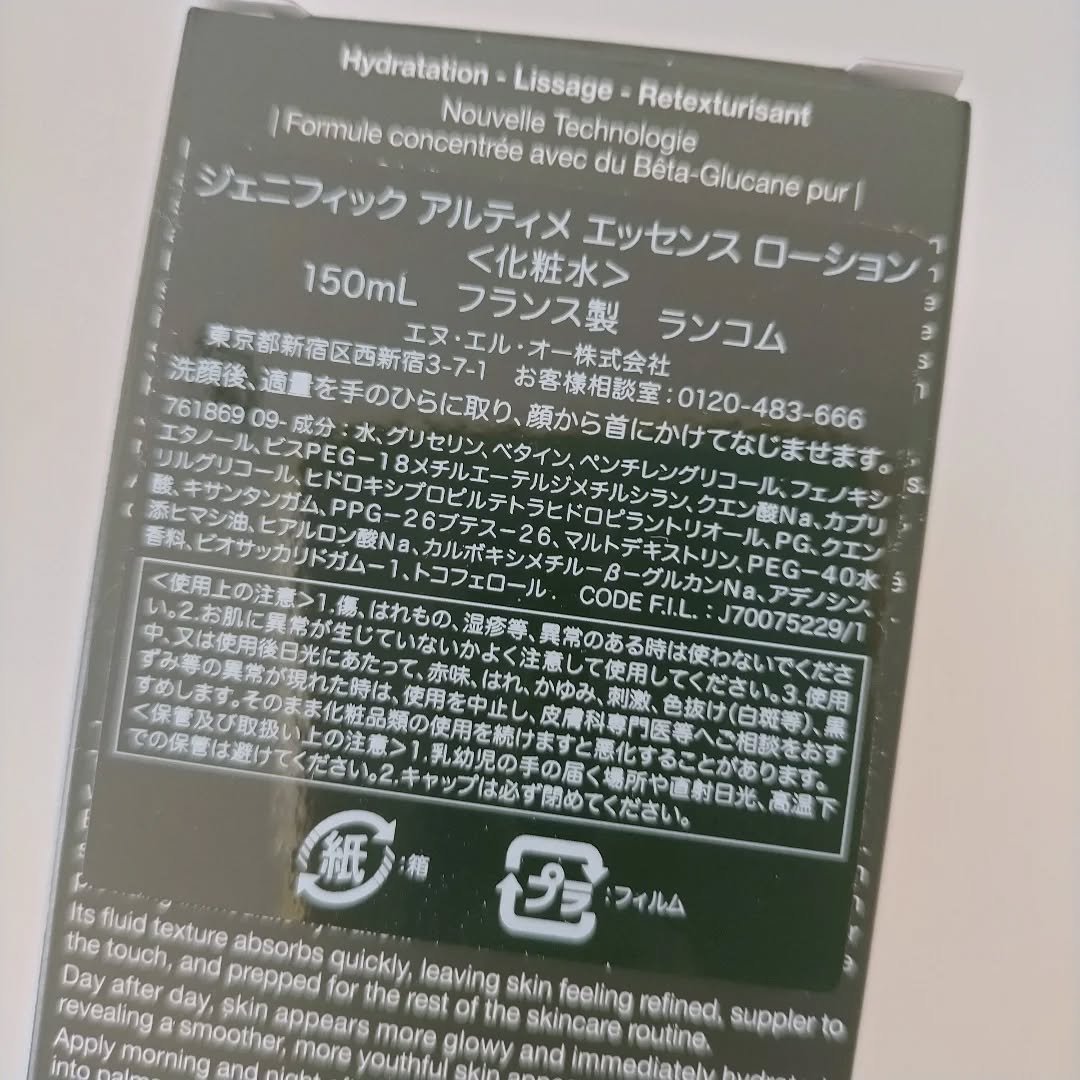 Hydratation - Lissage - Retexturisant
Nouvelle Technologie
| Formule concentrée avec du Bêta-Glucane pur |
ジェニフィック アルティメ エッセンス ローション
<化粧水>
150mL フランス製 ランコム
エヌ・エル・オー株式会社
東京都新宿区西新宿3-7-1 お客様相談室:0120-483-666
洗顔後、適量を手のひらに取り、顔から首にかけてなじませます。
761869 09- 成分:水、グリセリン、ベタイン、ペンチレングリコール、フェノキシ
エタノール、ビスPEG-18メチルエーテルジメチルシラン、クエン酸Na、カプリ
リルグリコール、ヒドロキシプロピルテトラヒドロピラントリオール、PG、クエン
酸、キサンタンガム、PPG-26ブテス-26、マルトデキストリン、PEG-40水
添ヒマシ油、ヒアルロン酸Na、カルボキシメチル-β-グルカンNa、アデノシン、
香料、ビオサッカリドガム-1、トコフェロール. CODE F.I.L. : J70075229/1
<使用上の注意>1.傷、はれもの、湿疹等、異常のある時は使わないでくださ
い。2.お肌に異常が生じていないかよく注意して使用してください。3.使用
中、又は使用後日光にあたって、赤味、はれ、かゆみ、刺激、色抜け(白斑等)、黒
ずみ等の異常が現れた時は、使用を中止し、皮膚科専門医等へご相談をおす
すめします。そのまま化粧品類の使用を続けますと悪化することがあります。
<保管及び取扱い上の注意>1.乳幼児の手の届く場所や直射日光、高温下
での保管は避けてください。2.キャップは必ず閉めてください。
紙:箱 プラ:フィルム
Its fluid texture absorbs quickly, leaving skin feeling refined, suppler to
the touch, and prepped for the rest of the skincare routine.
Day after day, skin appears more glowy and immediately
revealing a smoother, more youthful skin
Apply morning and night
into